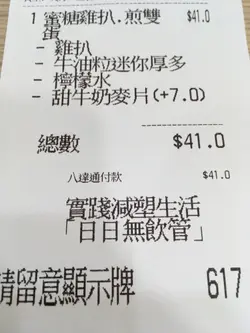 1 蜜糖雞扒.煎雙 $41.0
蛋
- 雞扒
- 牛油粒迷你厚多
- 檸檬水
- 甜牛奶麥片(+7.0)
總數 $41.0
八達通付款 $41.0
實踐減塑生活
「日日無飲管」
請留意顯示牌 617